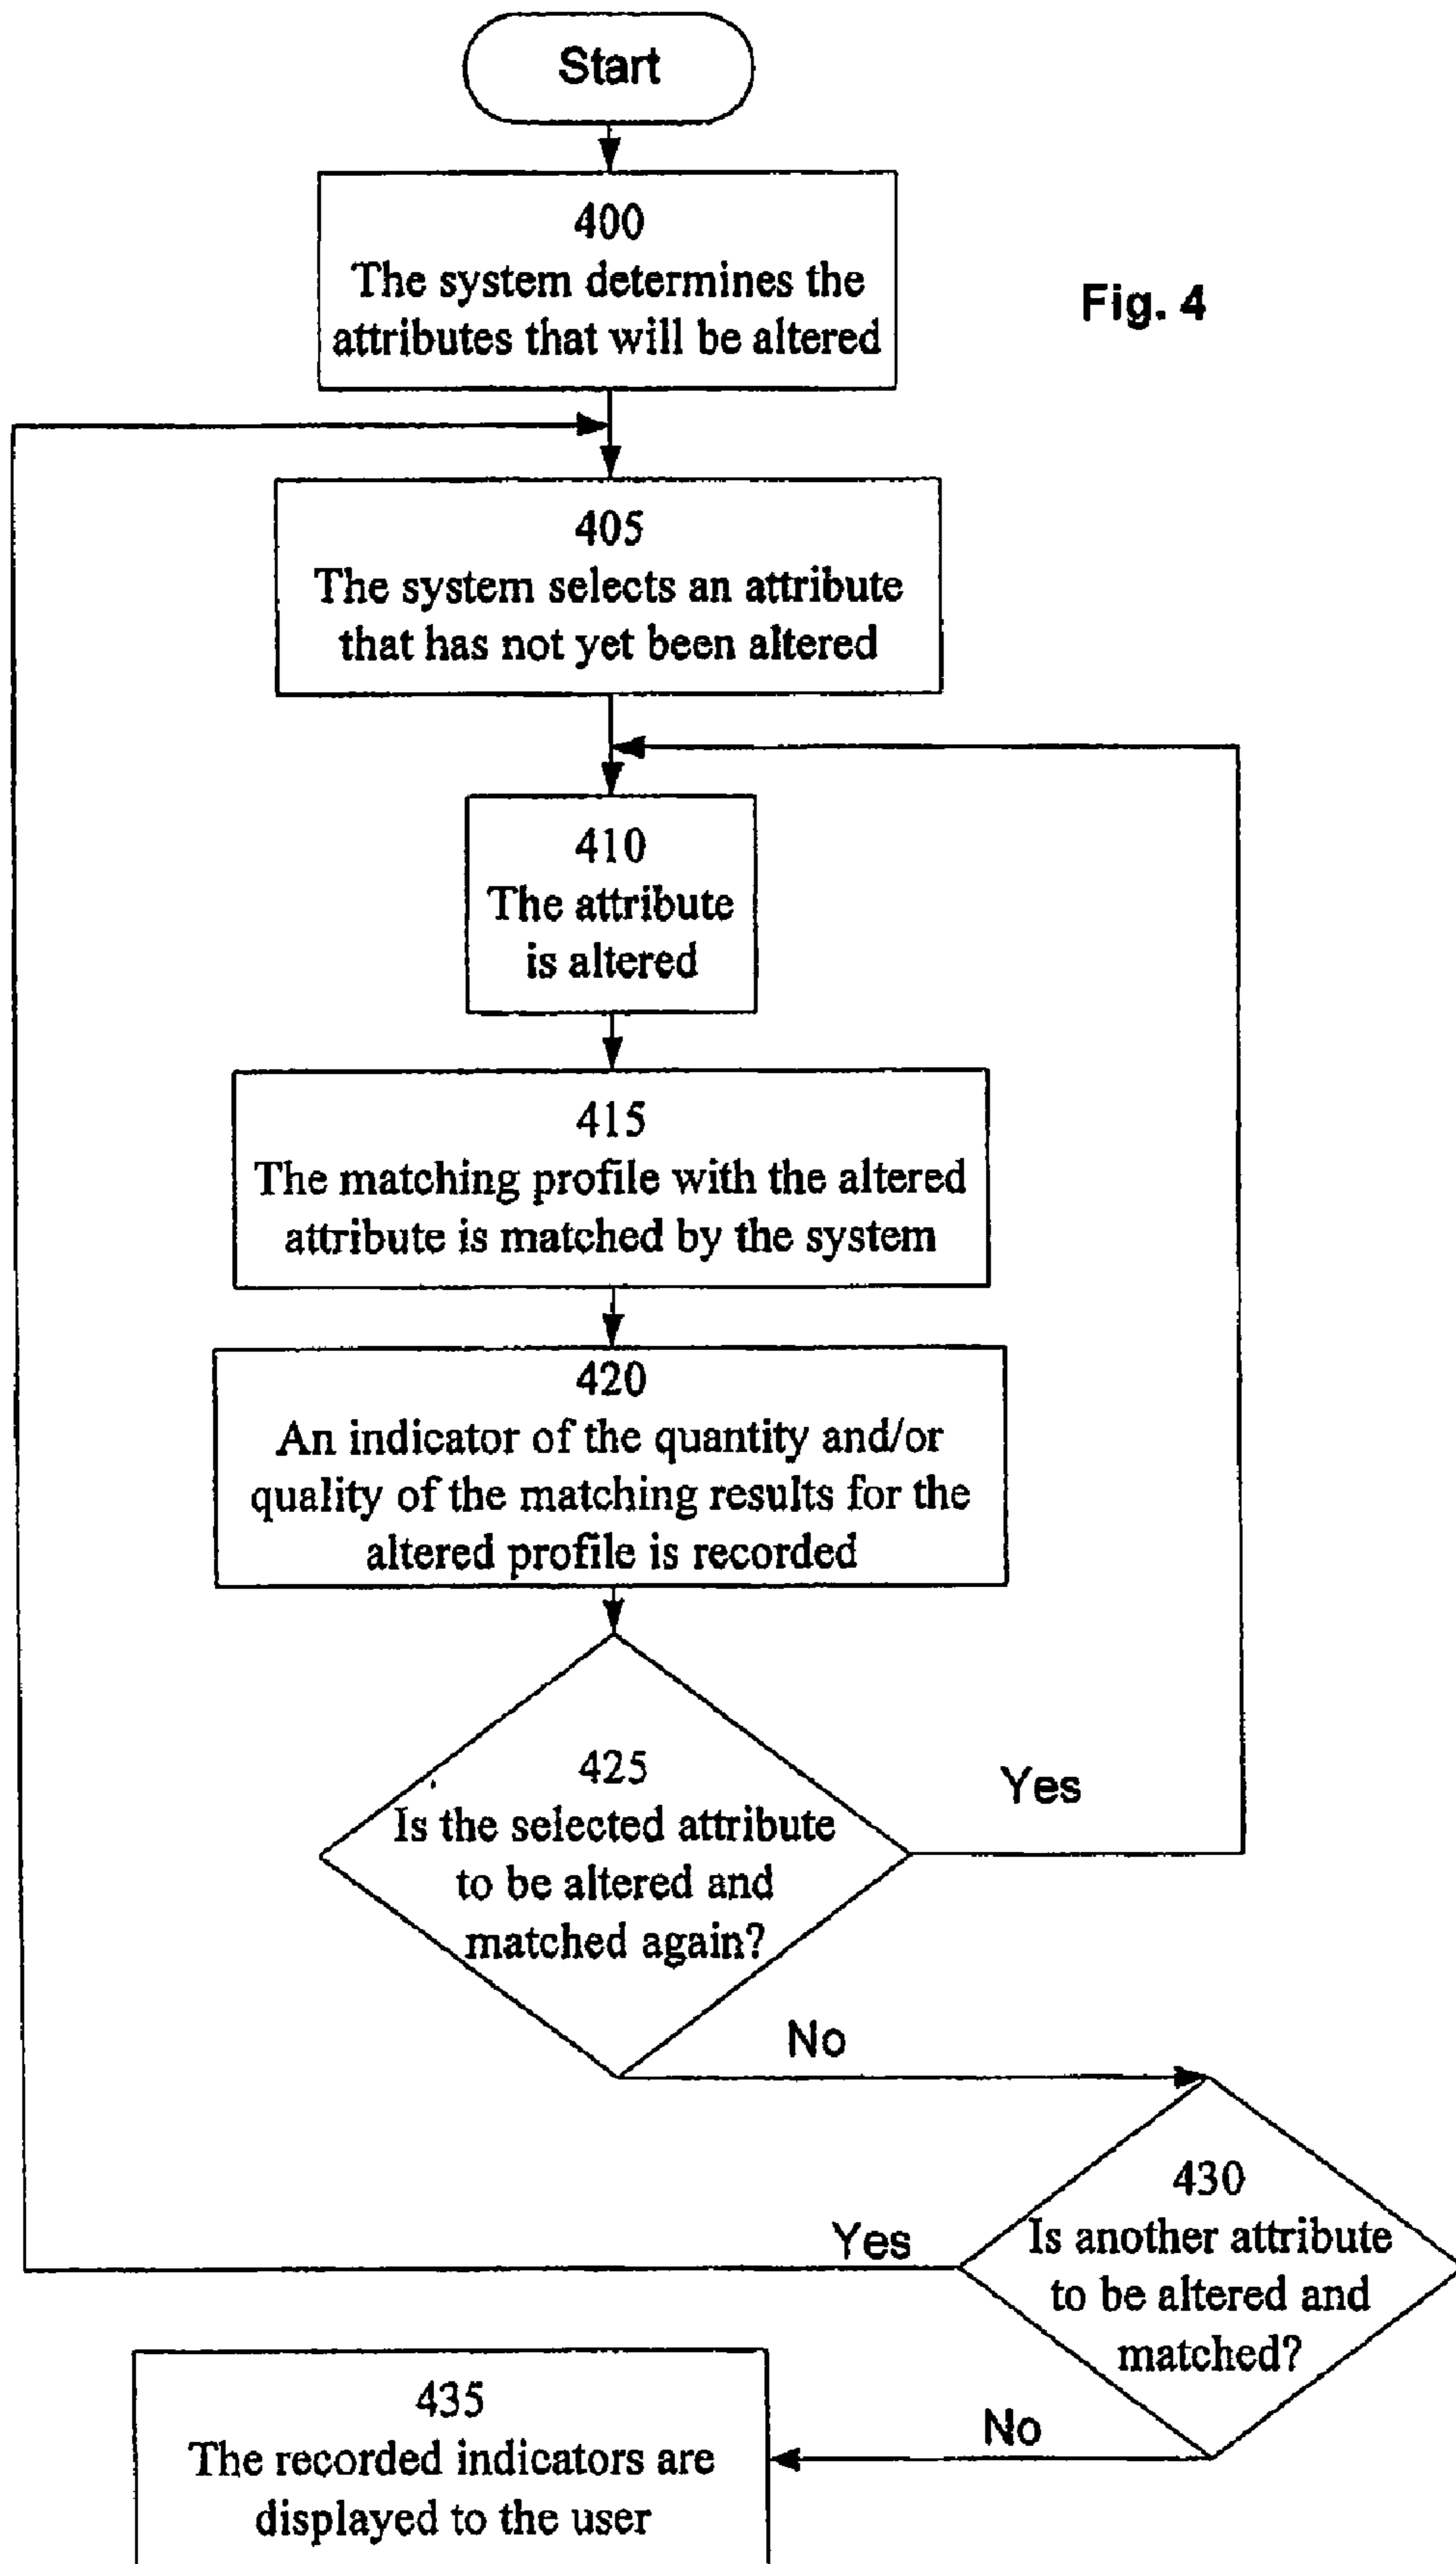 Start
400
The system determines the
attributes that will be altered
Fig. 4
405
The system selects an attribute
that has not yet been altered
410
The attribute
is altered
415
The matching profile with the altered
attribute is matched by the system
420
An indicator of the quantity and/or
quality of the matching results for the
altered profile is recorded
425
Is the selected attribute
to be altered and
matched again?
Yes
No
430
Is another attribute
to be altered and
matched?
Yes
No
435
The recorded indicators are
displayed to the user